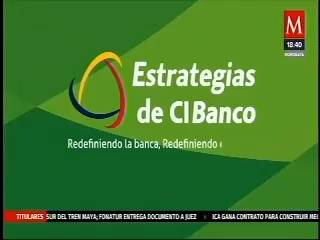 M
18:40
NOROESTE
Estrategias
de CIBanco
Redefiniendo la banca, Redefiniendo
TITULARES SUR DEL TREN MAYA; FONATUR ENTREGA DOCUMENTO A JUEZ > ICA GANA CONTRATO PARA CONSTRUIR